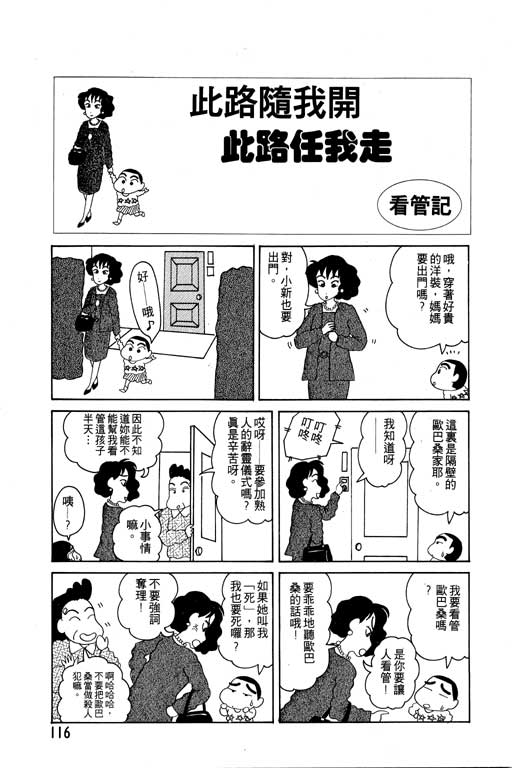 此路隨我開
此路任我走
看管記
哦，穿著好貴
的洋裝，媽媽
要出門嗎？
對，小新也要
出門。
好——哦♪
這裏是隔壁的
歐巴桑家耶。
——我知道呀
叮咚
叮咚
哎呀——要參加熟
人的辭靈儀式嗎？
真是辛苦呀。
因此不知
道妳能不
能幫我看
管這孩子
半天…
小事情
嘛。
咦——？
我要看管
歐巴桑嗎
？
是你要讓
人看管！
要乖乖地聽歐巴
桑的話哦！
如果她叫我
「死」，那
我也要死囉？
不要強詞
奪理！
啊哈哈哈，
不要把歐巴
桑當做殺人
犯嘛。
116